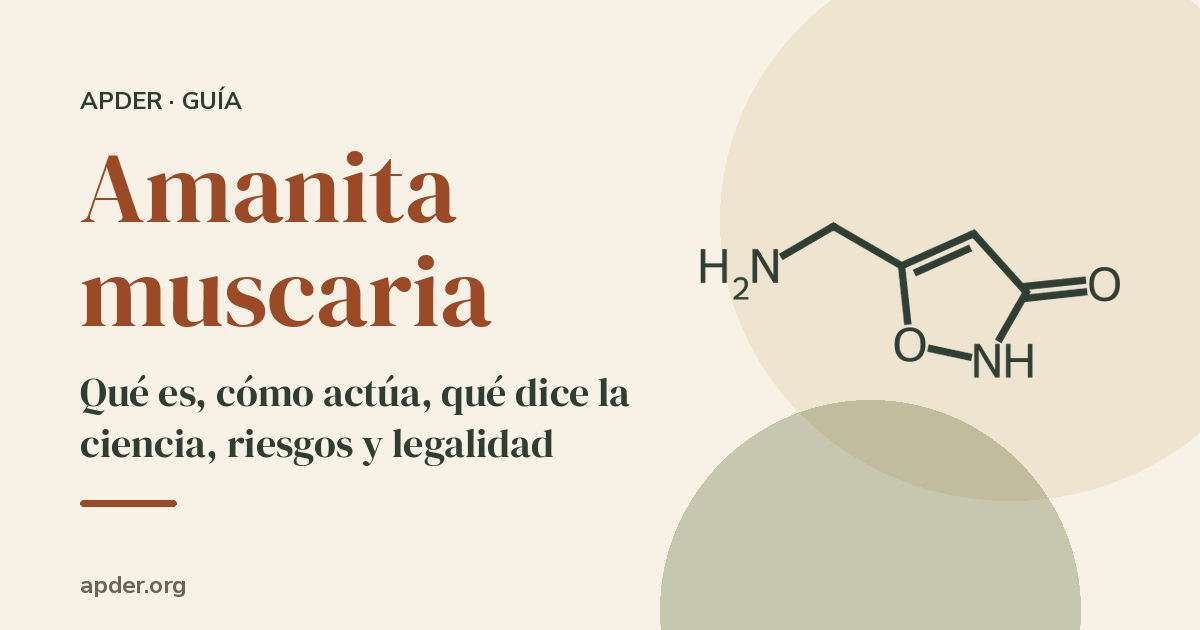 APDER · GUÍA
Amanita
muscaria
Qué es, cómo actúa, qué dice la
ciencia, riesgos y legalidad
apder.org
H2N
O
O
NH